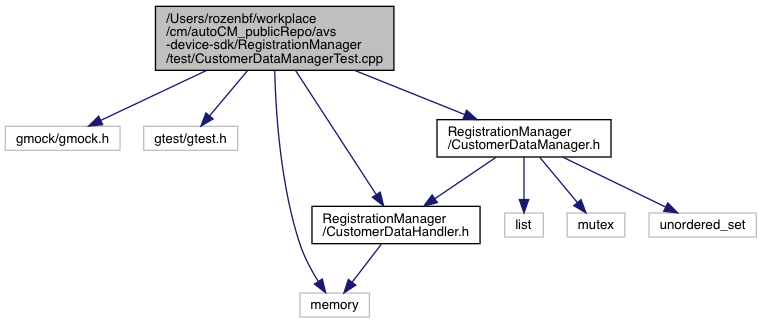 /Users/rozenbf/workplace
/cm/autoCM_publicRepo/avs
-device-sdk/RegistrationManager
/test/CustomerDataManagerTest.cpp
gmock/gmock.h
gtest/gtest.h
RegistrationManager
/CustomerDataManager.h
RegistrationManager
/CustomerDataHandler.h
list
mutex
unordered_set
memory